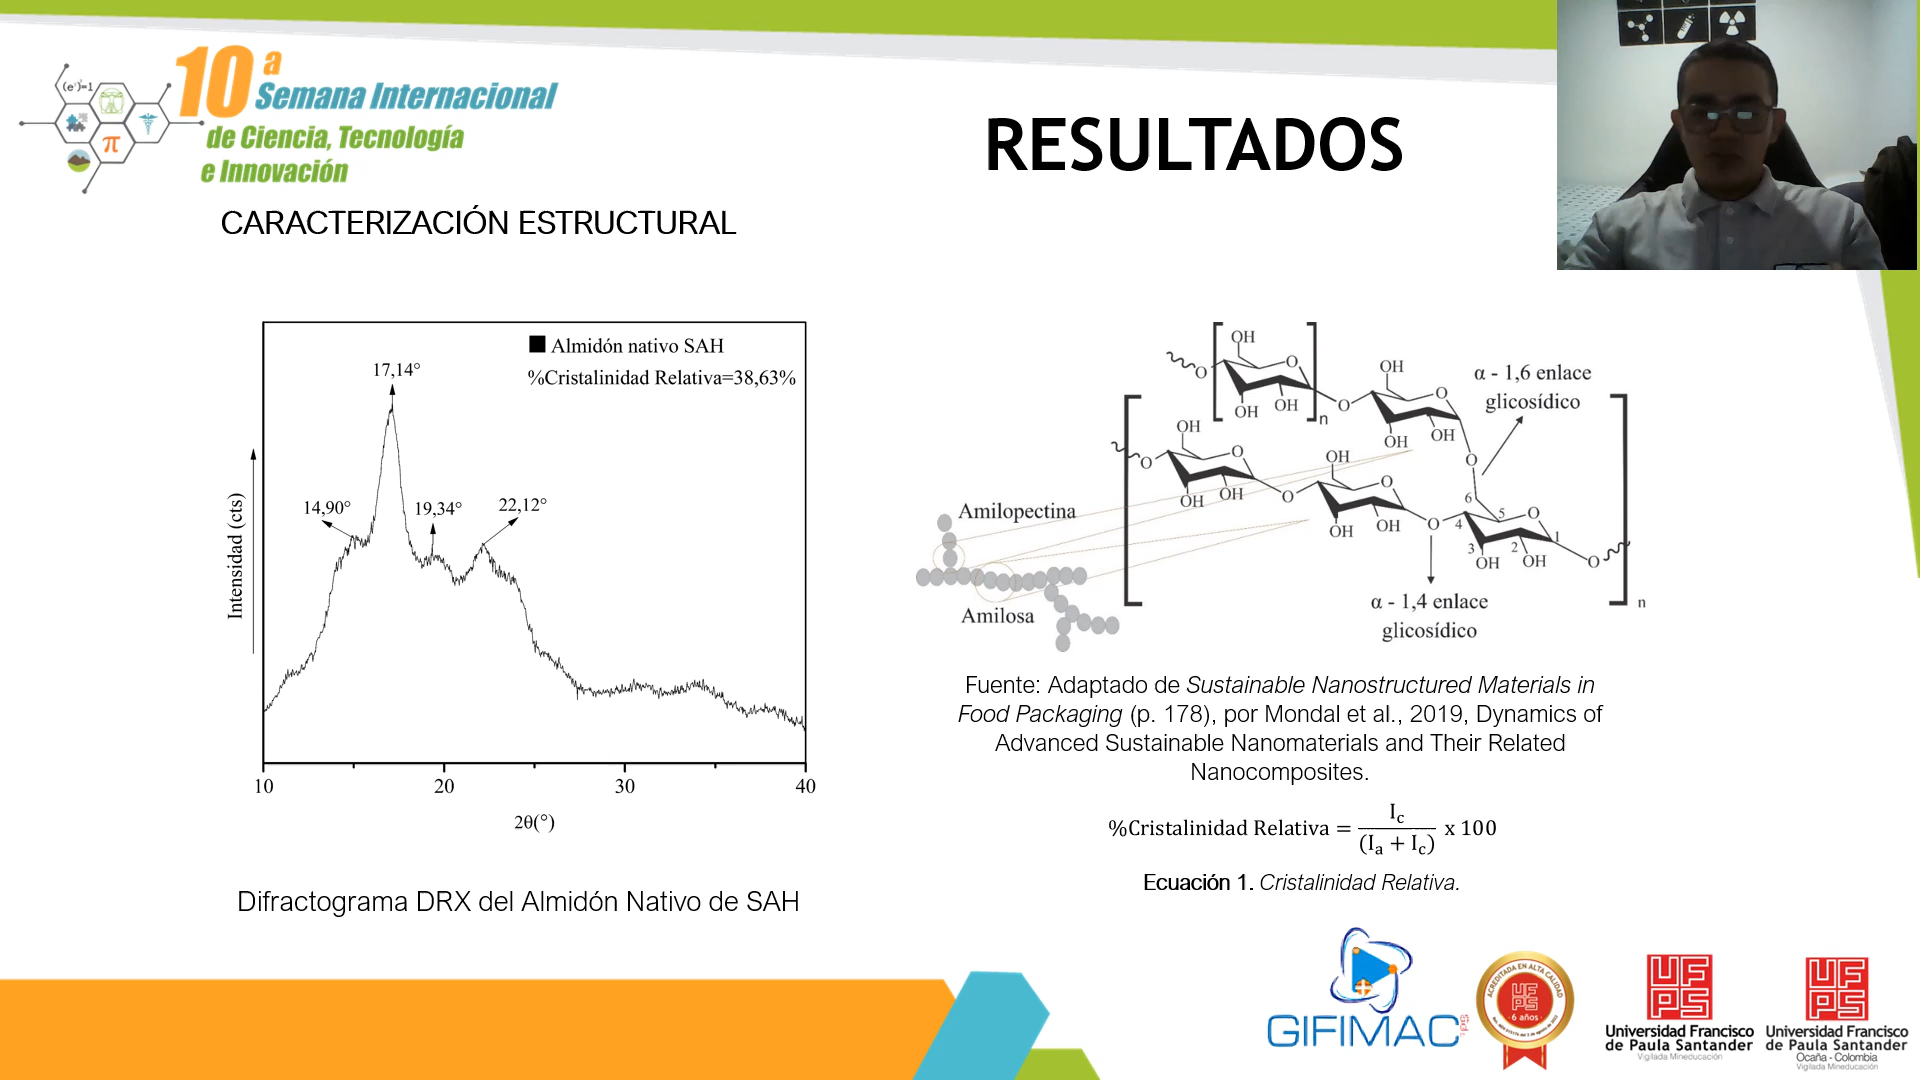 (e^i)=1
π
10ª
Semana Internacional
de Ciencia, Tecnología
e Innovación
RESULTADOS
CARACTERIZACIÓN ESTRUCTURAL
■ Almidón nativo SAH
%Cristalinidad Relativa=38,63%
17,14°
14,90°
19,34°
22,12°
Intensidad (cts)
10 20 30 40
2θ(°)
Difractograma DRX del Almidón Nativo de SAH
OH
O
O
OH
OH
n
O
OH
O
OH
OH
α - 1,6 enlace
glicosídico
OH
O
O
OH
OH
O
OH
O
OH
OH
O
O
6
5
4
O
1
3
2
OH
OH
O
n
α - 1,4 enlace
glicosídico
Amilopectina
Amilosa
Fuente: Adaptado de Sustainable Nanostructured Materials in
Food Packaging (p. 178), por Mondal et al., 2019, Dynamics of
Advanced Sustainable Nanomaterials and Their Related
Nanocomposites.
%Cristalinidad Relativa = I_c / (I_a + I_c) x 100
Ecuación 1. Cristalinidad Relativa.
GIFIMAC
ACREDITADA EN ALTA CALIDAD
UFPS
6 años
UFPS
Universidad Francisco
de Paula Santander
Vigilada Mineducación
UFPS
Universidad Francisco
de Paula Santander
Ocaña - Colombia
Vigilada Mineducación